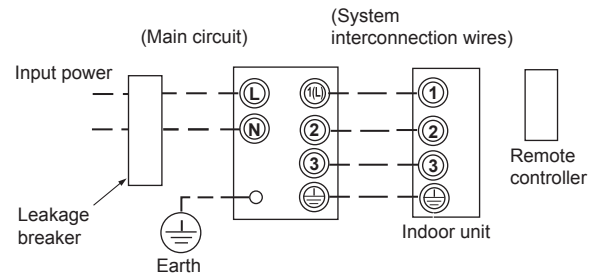 (System
interconnection wires)
(Main circuit)
Input power
L
1(L)
1
N
2
2
3
3
Remote
controller
Leakage
breaker
Indoor unit
Earth